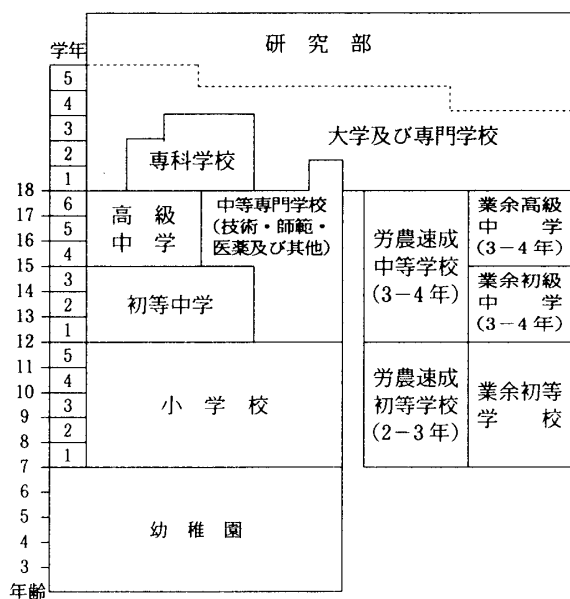 研究部
学年
5
4
3
2
1
大学及び専門学校
専科学校
18
17
16
15
14
13
12
11
10
9
8
7
6
5
4
3
年齢
6
5
4
3
2
1
5
4
3
2
1
高級
中学
中等専門学校
(技術・師範・
医薬及び其他)
労農速成
中等学校
(3−4年)
業余高級
中学
(3−4年)
初等中学
業余初級
中学
(3−4年)
小学校
労農速成
初等学校
(2−3年)
業余初等
学校
幼稚園